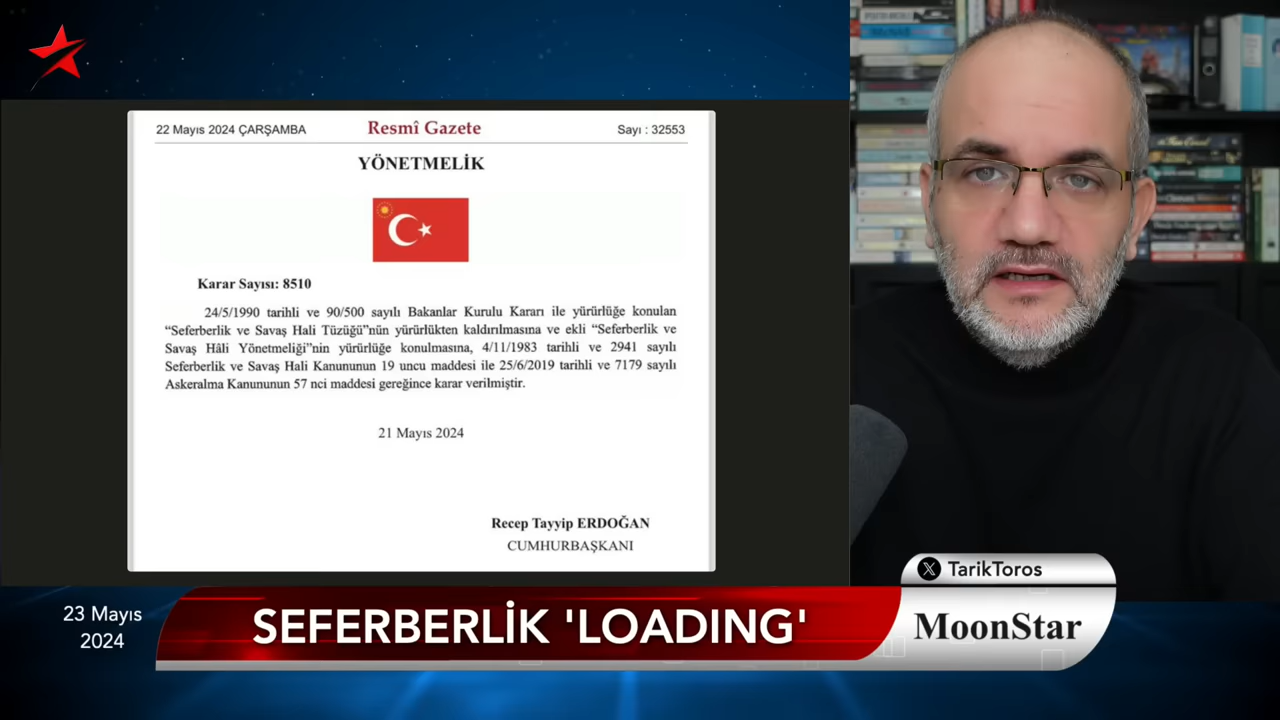 22 Mayıs 2024 ÇARŞAMBA
Resmî Gazete
Sayı : 32553
YÖNETMELİK
Karar Sayısı: 8510
24/5/1990 tarihli ve 90/500 sayılı Bakanlar Kurulu Kararı ile yürürlüğe konulan
“Seferberlik ve Savaş Hali Tüzüğü”nün yürürlükten kaldırılmasına ve ekli “Seferberlik ve
Savaş Hâli Yönetmeliği”nin yürürlüğe konulmasına, 4/11/1983 tarihli ve 2941 sayılı
Seferberlik ve Savaş Hali Kanununun 19 uncu maddesi ile 25/6/2019 tarihli ve 7179 sayılı
Askeralma Kanununun 57 nci maddesi gereğince karar verilmiştir.
21 Mayıs 2024
Recep Tayyip ERDOĞAN
CUMHURBAŞKANI
TarikToros
23 Mayıs
2024
SEFERBERLİK 'LOADING'
MoonStar